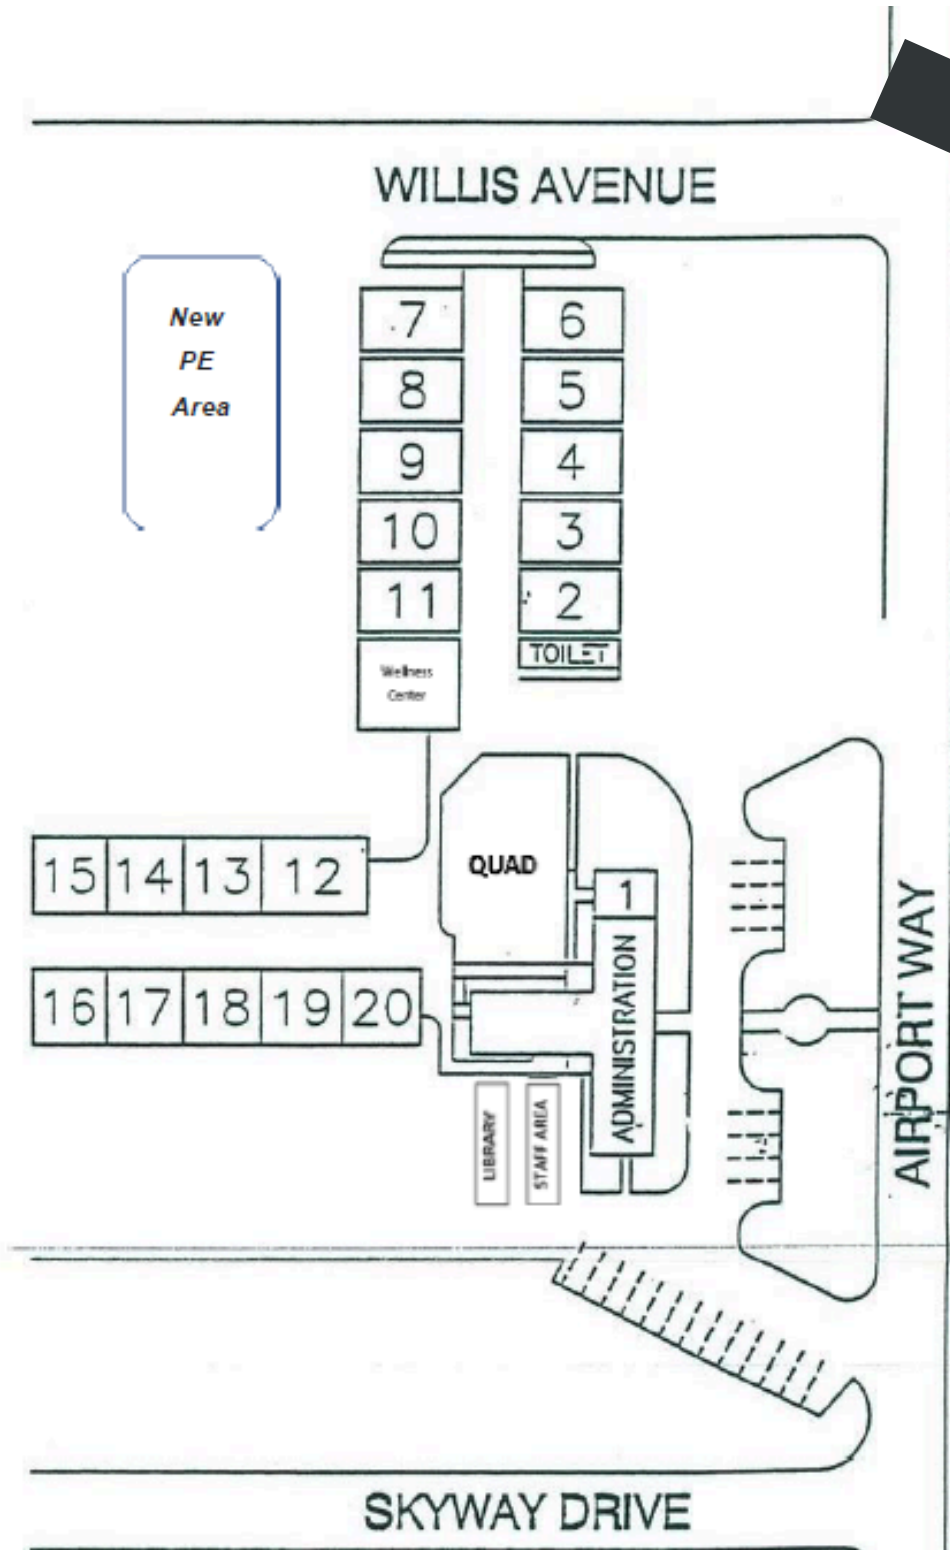 WILLIS AVENUE
New
PE
Area
7
6
8
5
9
4
10
3
11
2
TOILET
Wellness
Center
QUAD
15 14 13 12
1
ADMINISTRATION
16 17 18 19 20
AIRPORT WAY
LIBRARY
STAFF AREA
SKYWAY DRIVE